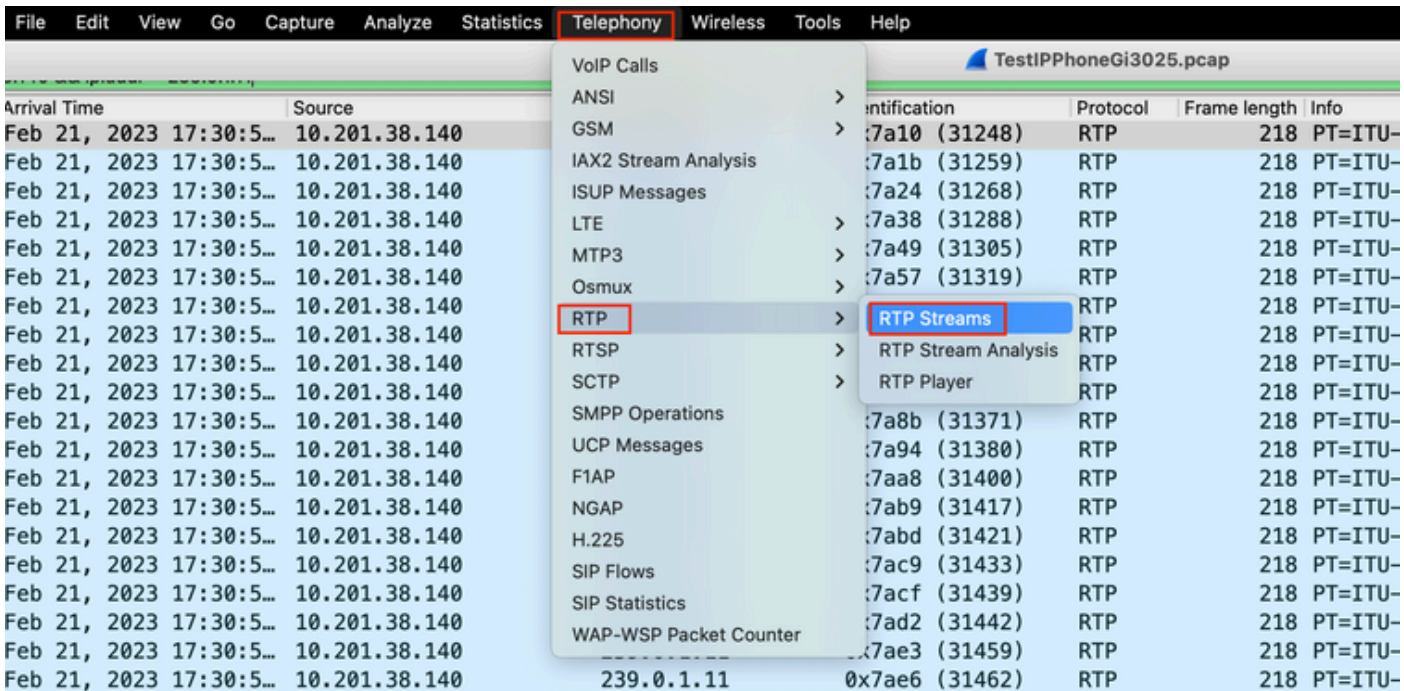 File Edit View Go Capture Analyze Statistics Telephony Wireless Tools Help
TestIPPhoneGi3025.pcap
Arrival Time Source entification Protocol Frame length Info
Feb 21, 2023 17:30:5… 10.201.38.140 :7a10 (31248) RTP 218 PT=ITU-
Feb 21, 2023 17:30:5… 10.201.38.140 :7a1b (31259) RTP 218 PT=ITU-
Feb 21, 2023 17:30:5… 10.201.38.140 :7a24 (31268) RTP 218 PT=ITU-
Feb 21, 2023 17:30:5… 10.201.38.140 :7a38 (31288) RTP 218 PT=ITU-
Feb 21, 2023 17:30:5… 10.201.38.140 :7a49 (31305) RTP 218 PT=ITU-
Feb 21, 2023 17:30:5… 10.201.38.140 :7a57 (31319) RTP 218 PT=ITU-
Feb 21, 2023 17:30:5… 10.201.38.140 RTP 218 PT=ITU-
Feb 21, 2023 17:30:5… 10.201.38.140 RTP 218 PT=ITU-
Feb 21, 2023 17:30:5… 10.201.38.140 RTP 218 PT=ITU-
Feb 21, 2023 17:30:5… 10.201.38.140 RTP 218 PT=ITU-
Feb 21, 2023 17:30:5… 10.201.38.140 :7a8b (31371) RTP 218 PT=ITU-
Feb 21, 2023 17:30:5… 10.201.38.140 :7a94 (31380) RTP 218 PT=ITU-
Feb 21, 2023 17:30:5… 10.201.38.140 :7aa8 (31400) RTP 218 PT=ITU-
Feb 21, 2023 17:30:5… 10.201.38.140 :7ab9 (31417) RTP 218 PT=ITU-
Feb 21, 2023 17:30:5… 10.201.38.140 :7abd (31421) RTP 218 PT=ITU-
Feb 21, 2023 17:30:5… 10.201.38.140 :7ac9 (31433) RTP 218 PT=ITU-
Feb 21, 2023 17:30:5… 10.201.38.140 :7acf (31439) RTP 218 PT=ITU-
Feb 21, 2023 17:30:5… 10.201.38.140 :7ad2 (31442) RTP 218 PT=ITU-
Feb 21, 2023 17:30:5… 10.201.38.140 x7ae3 (31459) RTP 218 PT=ITU-
Feb 21, 2023 17:30:5… 10.201.38.140 239.0.1.11 0x7ae6 (31462) RTP 218 PT=ITU-
VoIP Calls
ANSI
GSM
IAX2 Stream Analysis
ISUP Messages
LTE
MTP3
Osmux
RTP
RTSP
SCTP
SMPP Operations
UCP Messages
F1AP
NGAP
H.225
SIP Flows
SIP Statistics
WAP-WSP Packet Counter
RTP Streams
RTP Stream Analysis
RTP Player